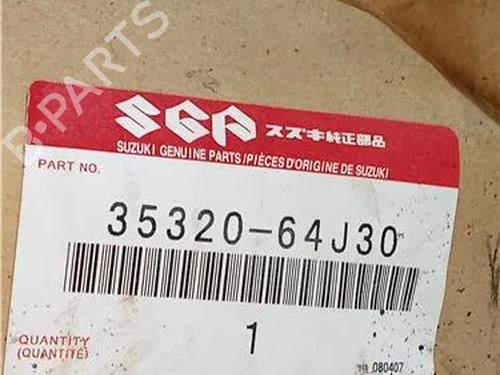 B-PARTS
SGP スズキ純正部品
SUZUKI GENUINE PARTS/PIÈCES D'ORIGINE DE SUZUKI
PART NO.
35320-64J30
QUANTITY
(QUANTITÉ)
1
080407